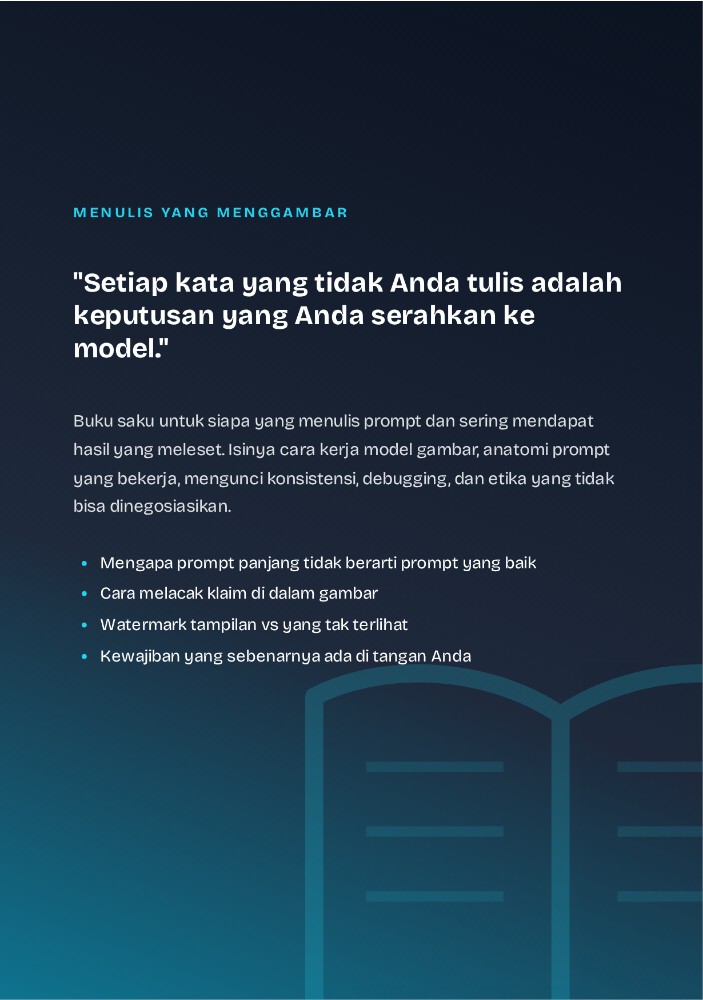 MENULIS YANG MENGGAMBAR
"Setiap kata yang tidak Anda tulis adalah
keputusan yang Anda serahkan ke
model."
Buku saku untuk siapa yang menulis prompt dan sering mendapat
hasil yang meleset. Isinya cara kerja model gambar, anatomi prompt
yang bekerja, mengunci konsistensi, debugging, dan etika yang tidak
bisa dinegosiasikan.
• Mengapa prompt panjang tidak berarti prompt yang baik
• Cara melacak klaim di dalam gambar
• Watermark tampilan vs yang tak terlihat
• Kewajiban yang sebenarnya ada di tangan Anda